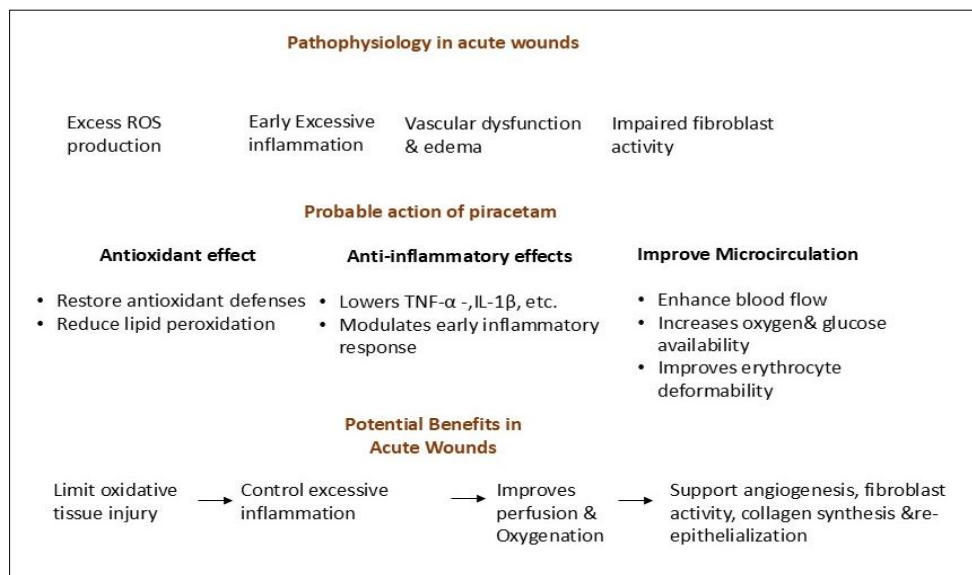 Pathophysiology in acute wounds
Excess ROS
production
Early Excessive
inflammation
Vascular dysfunction
& edema
Impaired fibroblast
activity
Probable action of piracetam
Antioxidant effect
• Restore antioxidant defenses
• Reduce lipid peroxidation
Anti-inflammatory effects
• Lowers TNF-α -,IL-1β, etc.
• Modulates early inflammatory
response
Improve Microcirculation
• Enhance blood flow
• Increases oxygen& glucose
availability
• Improves erythrocyte
deformability
Potential Benefits in
Acute Wounds
Limit oxidative
tissue injury
Control excessive
inflammation
Improves
perfusion &
Oxygenation
Support angiogenesis, fibroblast
activity, collagen synthesis &re-
epithelialization